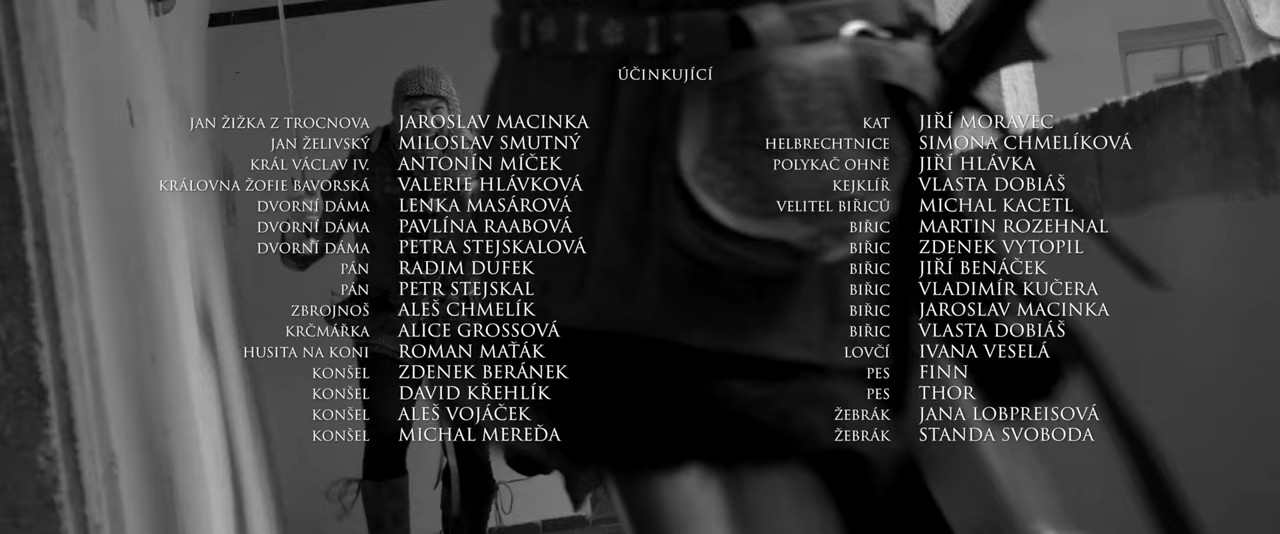 ÚČINKUJÍCÍ
JAN ŽIŽKA Z TROCNOVA JAROSLAV MACINKA
JAN ŽELIVSKÝ MILOSLAV SMUTNÝ
KRÁL VÁCLAV IV. ANTONÍN MÍČEK
KRÁLOVNA ŽOFIE BAVORSKÁ VALERIE HLÁVKOVÁ
DVORNÍ DÁMA LENKA MASÁROVÁ
DVORNÍ DÁMA PAVLÍNA RAABOVÁ
DVORNÍ DÁMA PETRA STEJSKALOVÁ
PÁN RADIM DUFEK
PÁN PETR STEJSKAL
ZBROJNOŠ ALEŠ CHMELÍK
KRČMÁŘKA ALICE GROSSOVÁ
HUSITA NA KONI ROMAN MAŤÁK
KONŠEL ZDENEK BERÁNEK
KONŠEL DAVID KŘEHLÍK
KONŠEL ALEŠ VOJÁČEK
KONŠEL MICHAL MEREĎA
KAT JIŘÍ MORAVEC
HELBRECHTNICE SIMONA CHMELÍKOVÁ
POLYKAČ OHNĚ JIŘÍ HLÁVKA
KEJKLÍŘ VLASTA DOBIÁŠ
VELITEL BIŘICŮ MICHAL KACETL
BIŘIC MARTIN ROZEHNAL
BIŘIC ZDENEK VYTOPIL
BIŘIC JIŘÍ BENÁČEK
BIŘIC VLADIMÍR KUČERA
BIŘIC JAROSLAV MACINKA
BIŘIC VLASTA DOBIÁŠ
LOVČÍ IVANA VESELÁ
PES FINN
PES THOR
ŽEBRÁK JANA LOBPREISOVÁ
ŽEBRÁK STANDA SVOBODA